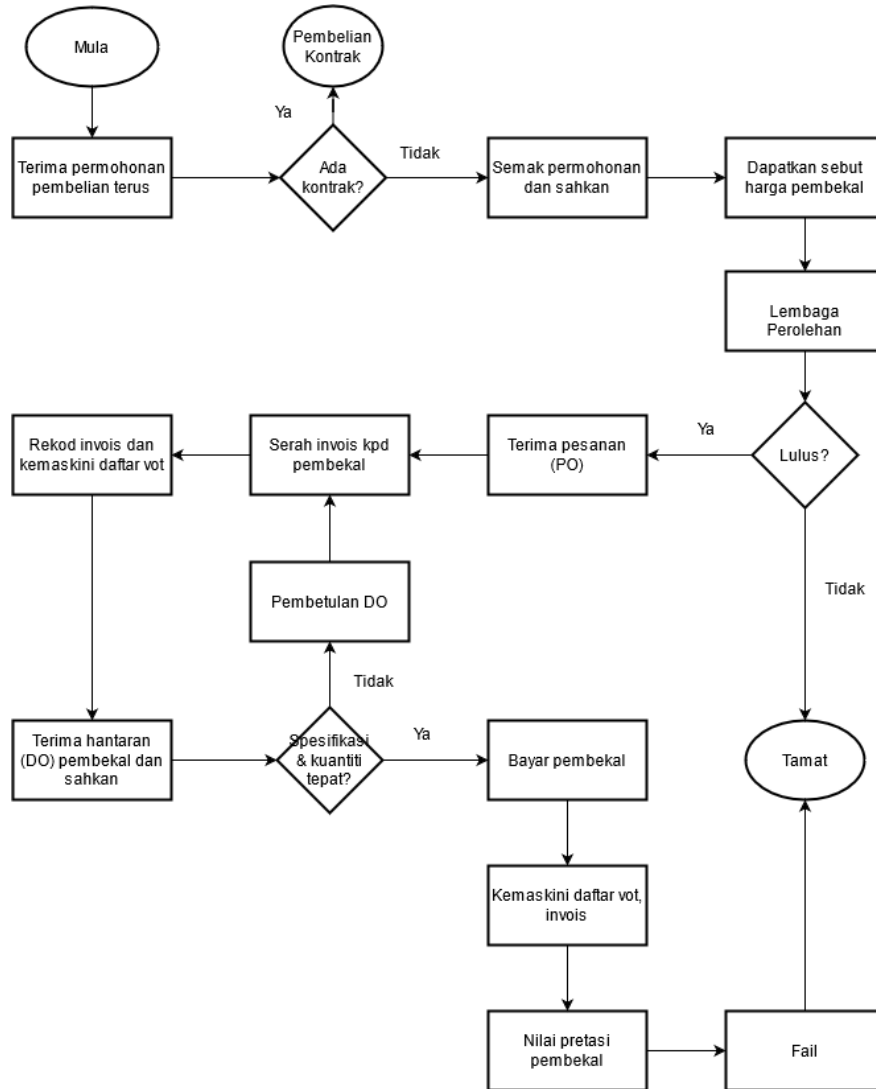 Mula
Pembelian
Kontrak
Ya
Terima permohonan
pembelian terus
Ada
kontrak?
Tidak
Semak permohonan
dan sahkan
Dapatkan sebut
harga pembekal
Lembaga
Perolehan
Lulus?
Ya
Tidak
Terima pesanan
(PO)
Serah invois kpd
pembekal
Rekod invois dan
kemaskini daftar vot
Pembetulan DO
Tidak
Terima hantaran
(DO) pembekal dan
sahkan
Spesifikasi
& kuantiti
tepat?
Ya
Bayar pembekal
Tamat
Kemaskini daftar vot,
invois
Nilai pretasi
pembekal
Fail